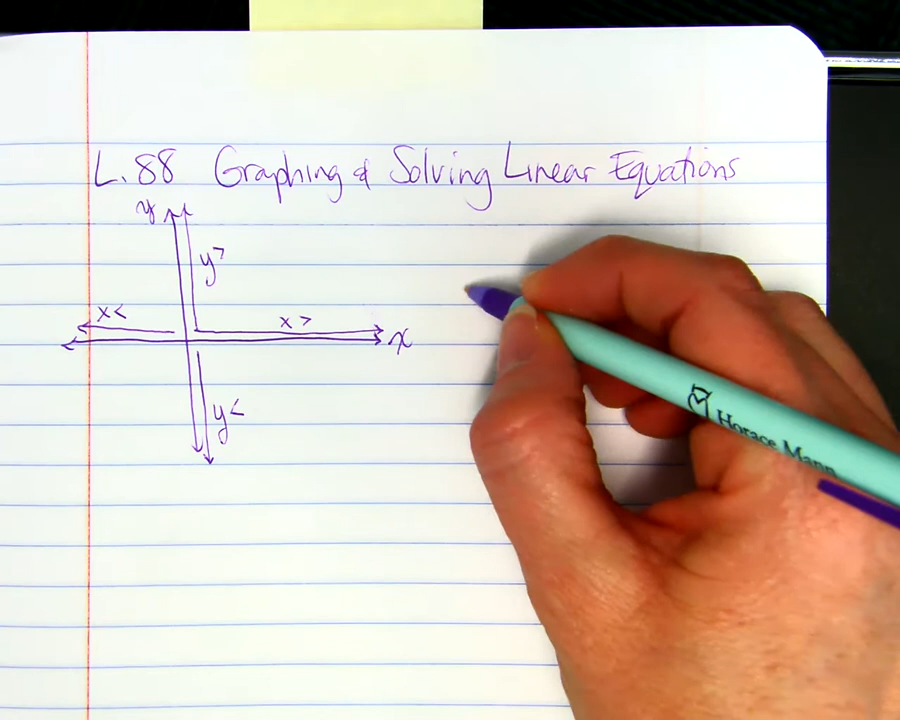 L.88 Graphing & Solving Linear Equations
y
y>
x<
x>
x
y<
Horace Mann